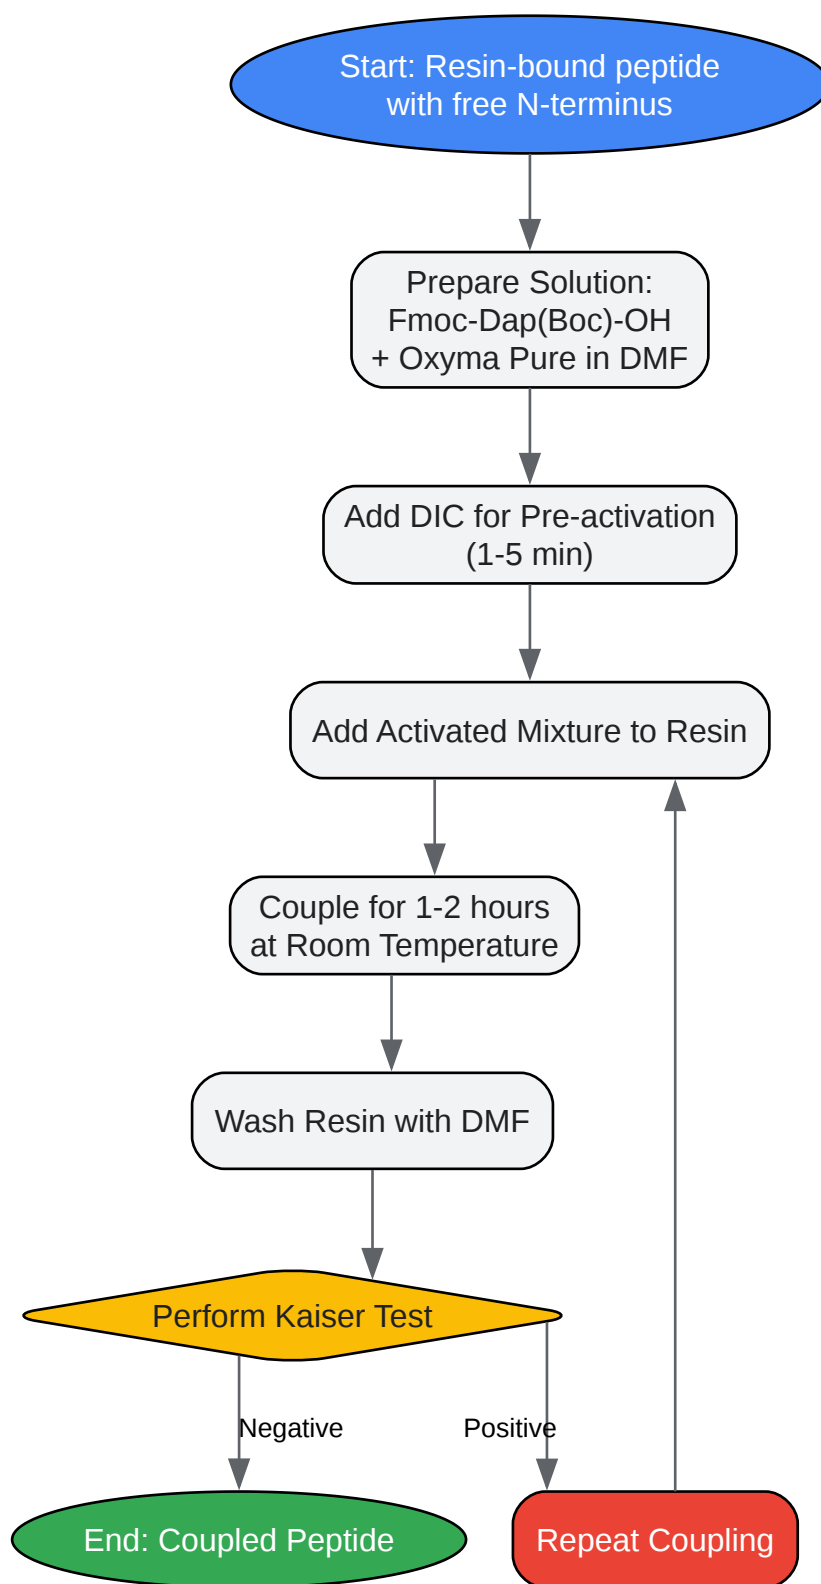 Start: Resin-bound peptide
with free N-terminus
Prepare Solution:
Fmoc-Dap(Boc)-OH
+ Oxyma Pure in DMF
Add DIC for Pre-activation
(1-5 min)
Add Activated Mixture to Resin
Couple for 1-2 hours
at Room Temperature
Wash Resin with DMF
Perform Kaiser Test
Negative
Positive
End: Coupled Peptide
Repeat Coupling